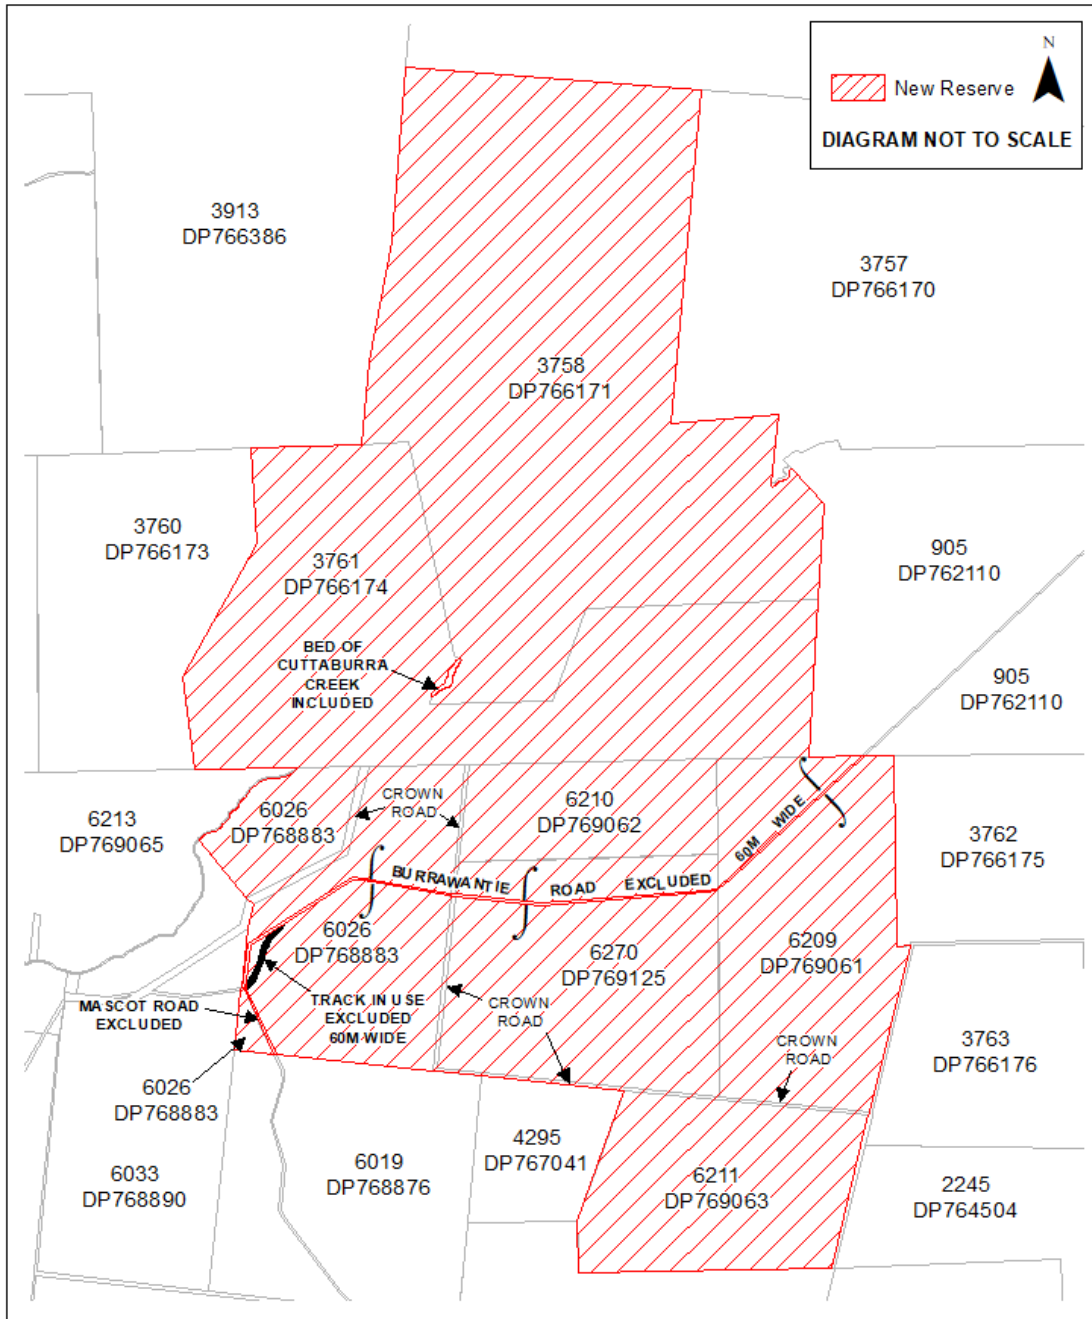 N
New Reserve
DIAGRAM NOT TO SCALE
3913
DP766386
3757
DP766170
3758
DP766171
3760
DP766173
3761
DP766174
905
DP762110
BED OF
CUTTABURRA
CREEK
INCLUDED
905
DP762110
CROWN
ROAD
6213
DP769065
6026
DP768883
6210
DP769062
60M WIDE
3762
DP766175
BURRAWANTIE ROAD EXCLUDED
6026
DP768883
6270
DP769125
6209
DP769061
MASCOT ROAD
EXCLUDED
TRACK IN USE
EXCLUDED
60M WIDE
CROWN
ROAD
CROWN
ROAD
3763
DP766176
6026
DP768883
4295
DP767041
6033
DP768890
6019
DP768876
6211
DP769063
2245
DP764504